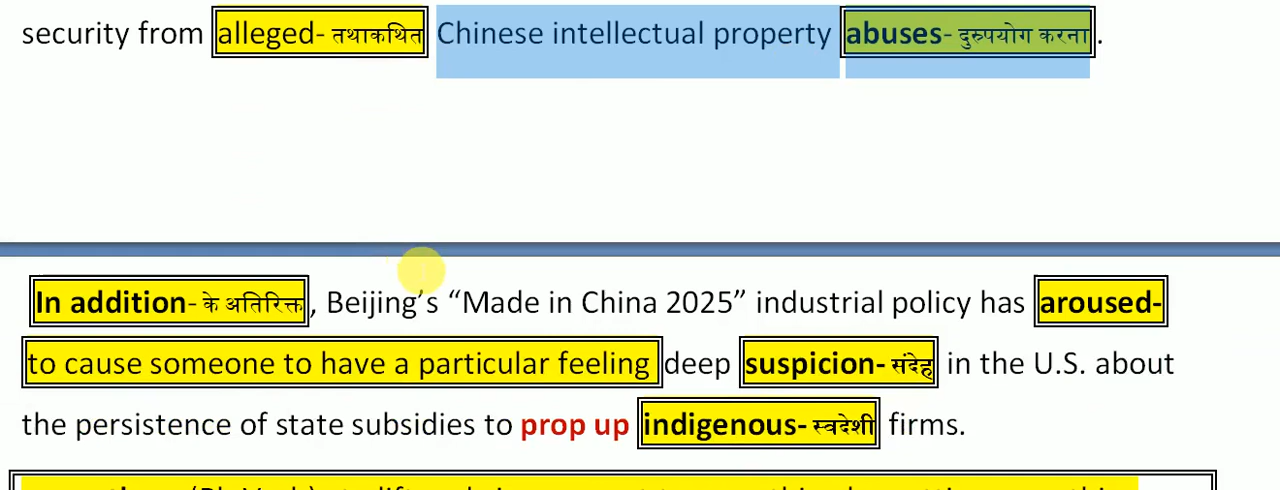 security from alleged- तथाकथित Chinese intellectual property abuses- दुरुपयोग करना .
In addition- के अतिरिक्त , Beijing’s “Made in China 2025” industrial policy has aroused-
to cause someone to have a particular feeling deep suspicion- संदेह in the U.S. about
the persistence of state subsidies to prop up indigenous- स्वदेशी firms.